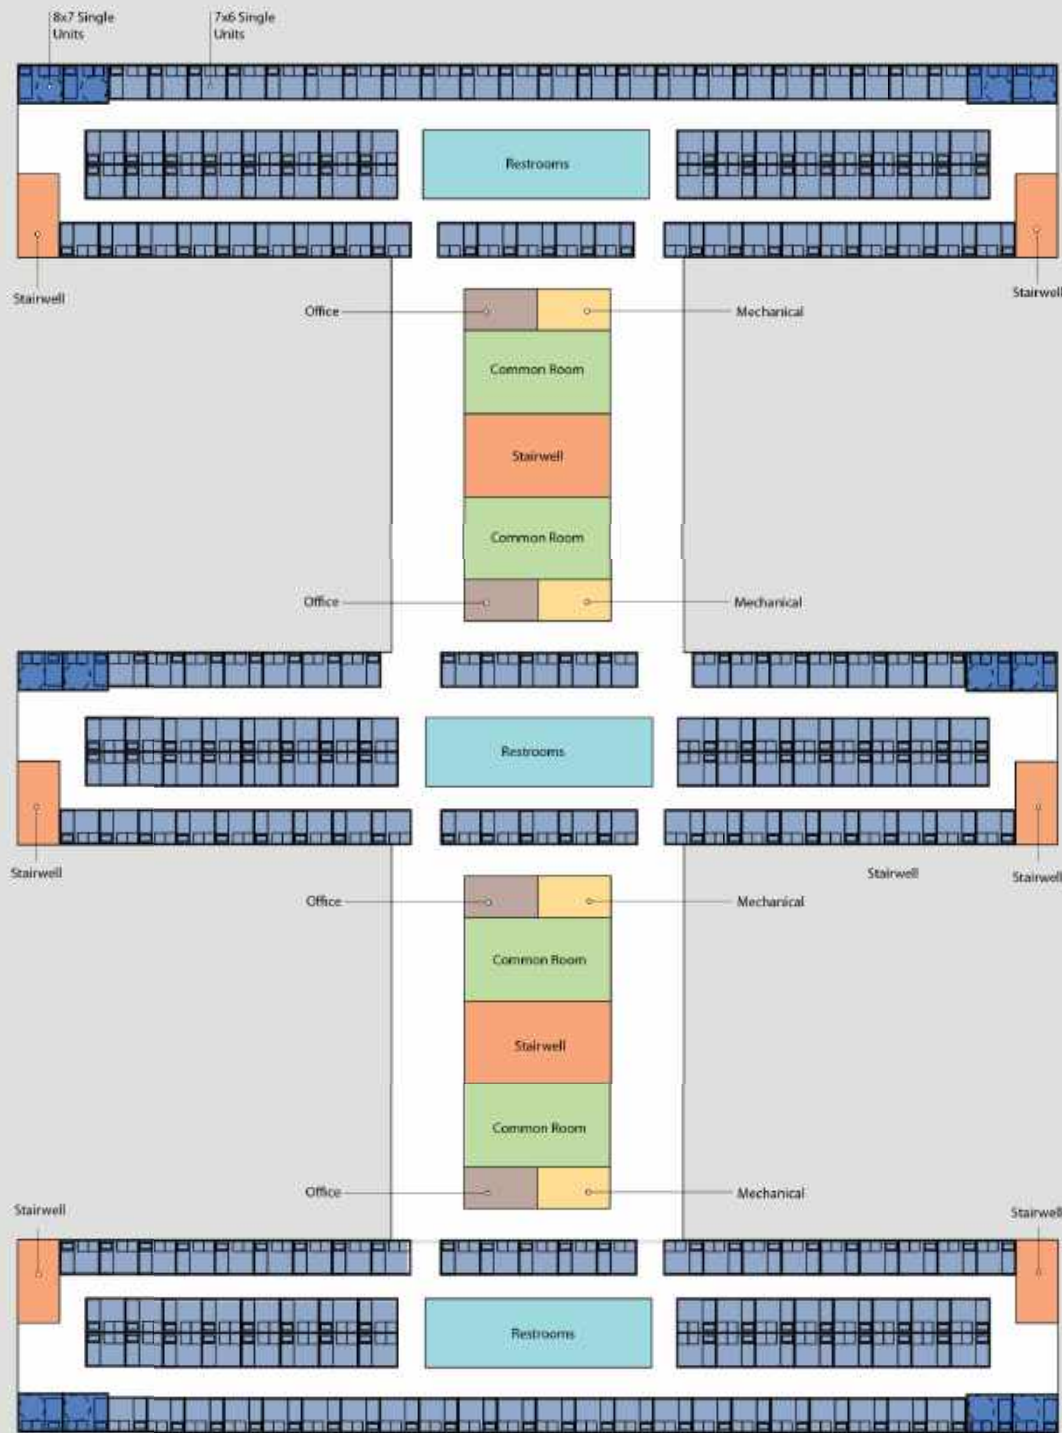 8x7 Single
Units
7x6 Single
Units
Restrooms
Stairwell
Stairwell
Office
Mechanical
Common Room
Stairwell
Common Room
Office
Mechanical
Restrooms
Stairwell
Stairwell
Stairwell
Office
Mechanical
Common Room
Stairwell
Common Room
Office
Mechanical
Stairwell
Stairwell
Restrooms